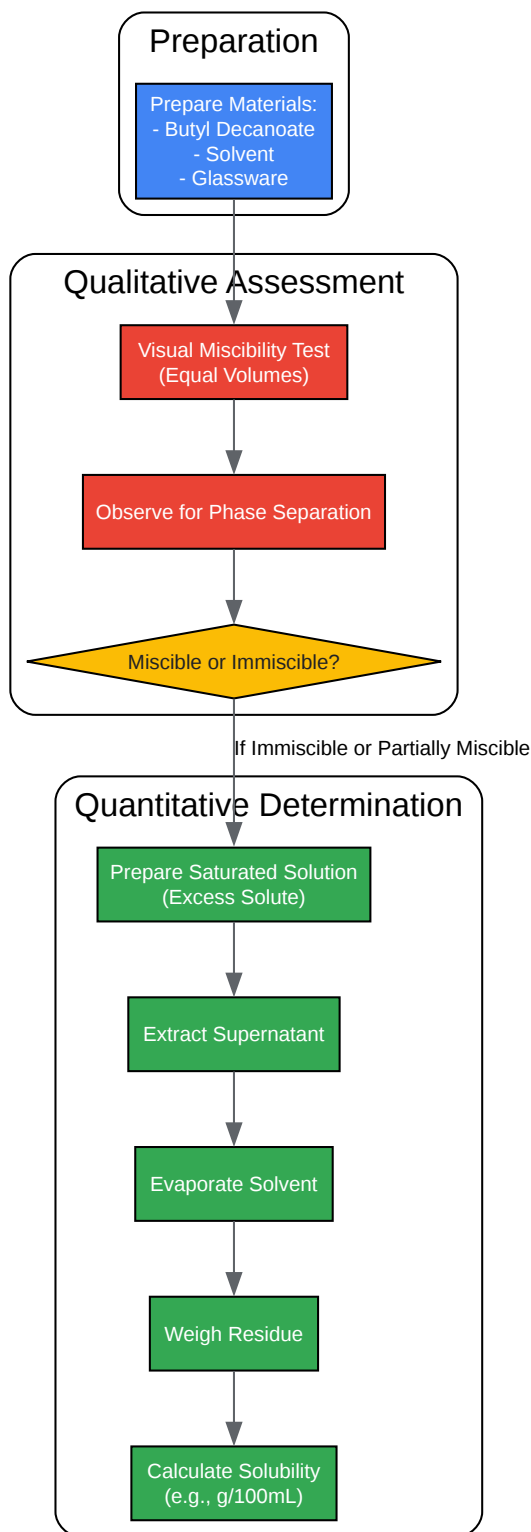 Preparation
Prepare Materials:
- Butyl Decanoate
- Solvent
- Glassware
Qualitative Assessment
Visual Miscibility Test
(Equal Volumes)
Observe for Phase Separation
Miscible or Immiscible?
If Immiscible or Partially Miscible
Quantitative Determination
Prepare Saturated Solution
(Excess Solute)
Extract Supernatant
Evaporate Solvent
Weigh Residue
Calculate Solubility
(e.g., g/100mL)